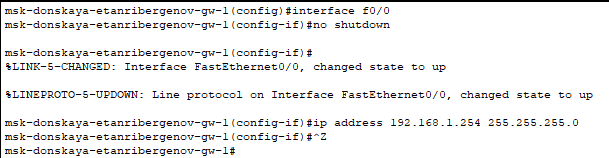 msk-donskaya-etanribergenov-gw-1(config)#interface f0/0
msk-donskaya-etanribergenov-gw-1(config-if)#no shutdown
msk-donskaya-etanribergenov-gw-1(config-if)#
%LINK-5-CHANGED: Interface FastEthernet0/0, changed state to up
%LINEPROTO-5-UPDOWN: Line protocol on Interface FastEthernet0/0, changed state to up
msk-donskaya-etanribergenov-gw-1(config-if)#ip address 192.168.1.254 255.255.255.0
msk-donskaya-etanribergenov-gw-1(config-if)#^Z
msk-donskaya-etanribergenov-gw-1#